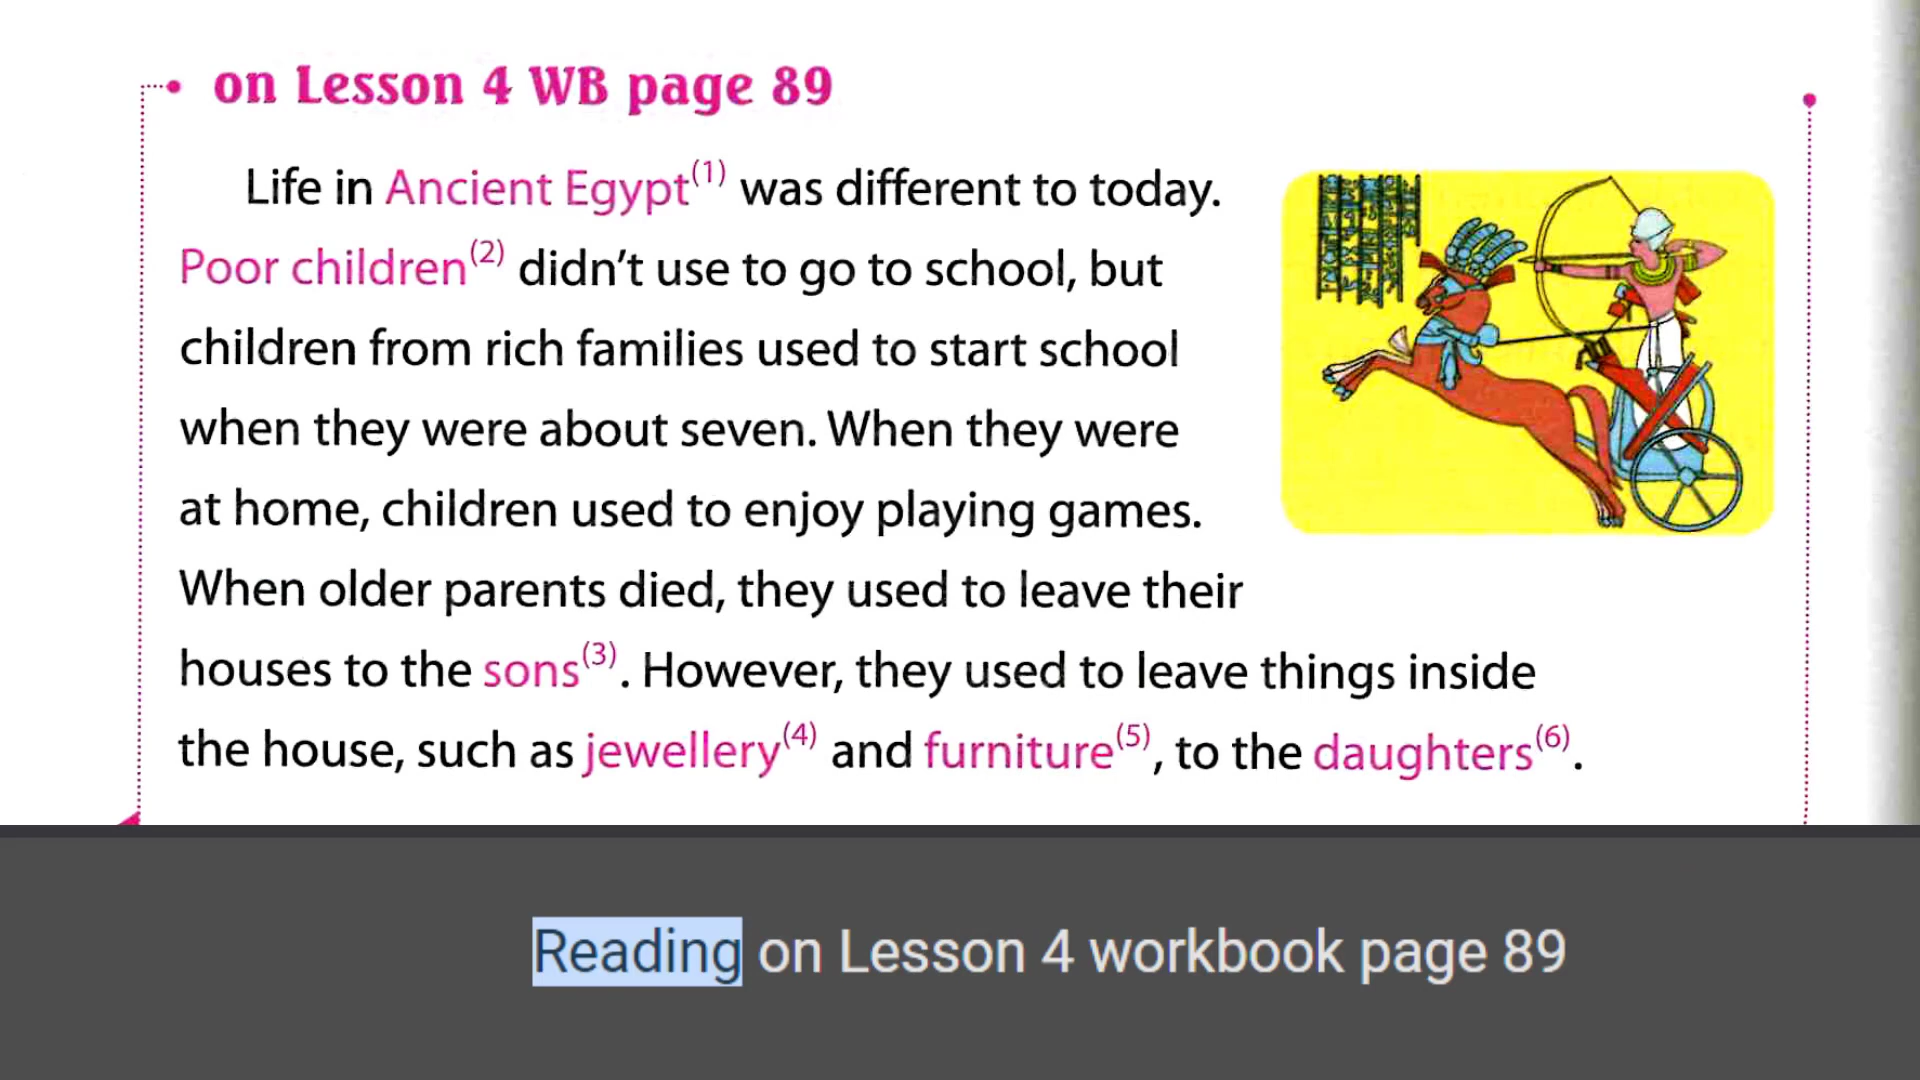 on Lesson 4 WB page 89
Life in Ancient Egypt(1) was different to today.
Poor children(2) didn't use to go to school, but
children from rich families used to start school
when they were about seven. When they were
at home, children used to enjoy playing games.
When older parents died, they used to leave their
houses to the sons(3). However, they used to leave things inside
the house, such as jewellery(4) and furniture(5), to the daughters(6).
Reading on Lesson 4 workbook page 89